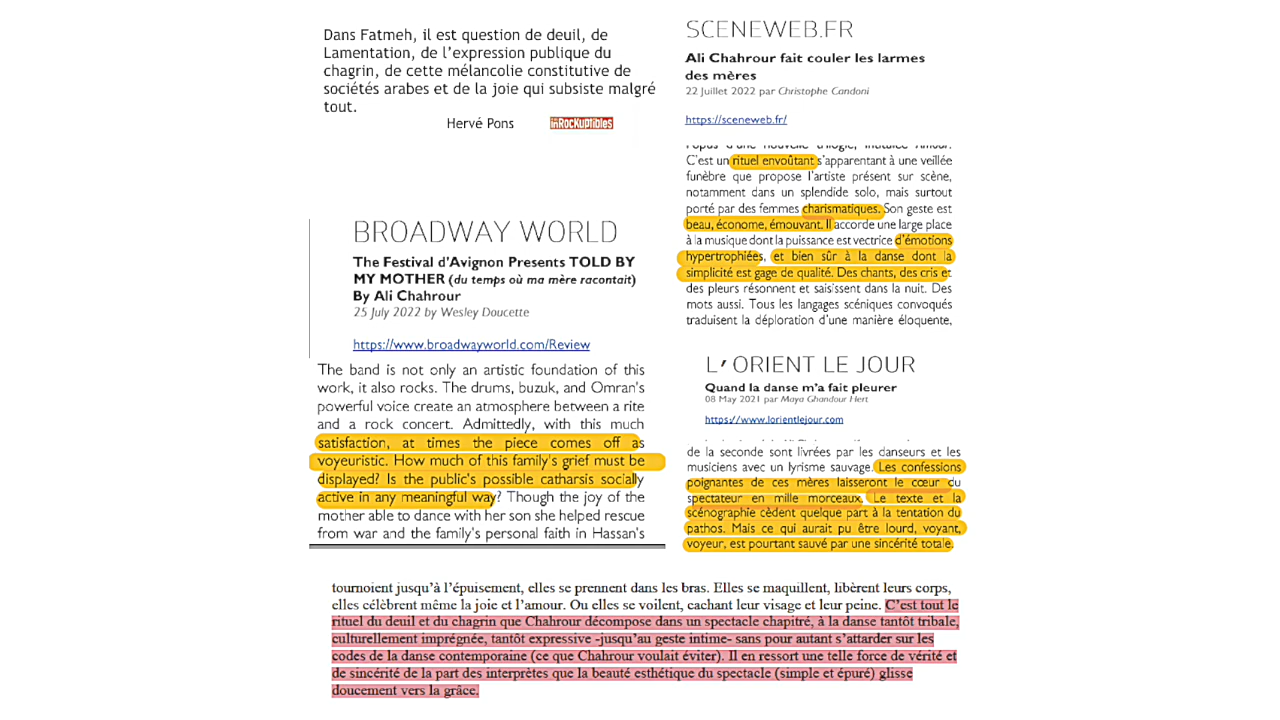 Dans Fatmeh, il est question de deuil, de
Lamentation, de l'expression publique du
chagrin, de cette mélancolie constitutive de
sociétés arabes et de la joie qui subsiste malgré
tout.
Hervé Pons
inRocKuptibles
BROADWAY WORLD
The Festival d'Avignon Presents TOLD BY
MY MOTHER (du temps où ma mère racontait)
By Ali Chahrour
25 July 2022 by Wesley Doucette
https://www.broadwayworld.com/Review
The band is not only an artistic foundation of this
work, it also rocks. The drums, buzuk, and Omran's
powerful voice create an atmosphere between a rite
and a rock concert. Admittedly, with this much
satisfaction, at times the piece comes off as
voyeuristic. How much of this family's grief must be
displayed? Is the public's possible catharsis socially
active in any meaningful way? Though the joy of the
mother able to dance with her son she helped rescue
from war and the family's personal faith in Hassan's
SCENEWEB.FR
Ali Chahrour fait couler les larmes
des mères
22 Juillet 2022 par Christophe Candoni
https://sceneweb.fr/
l'opus d'une nouvelle trilogie, intitulée Amour.
C'est un rituel envoûtant s'apparentant à une veillée
funèbre que propose l'artiste présent sur scène,
notamment dans un splendide solo, mais surtout
porté par des femmes charismatiques. Son geste est
beau, économe, émouvant. Il accorde une large place
à la musique dont la puissance est vectrice d'émotions
hypertrophiées, et bien sûr à la danse dont la
simplicité est gage de qualité. Des chants, des cris et
des pleurs résonnent et saisissent dans la nuit. Des
mots aussi. Tous les langages scéniques convoqués
traduisent la déploration d'une manière éloquente,
L'ORIENT LE JOUR
Quand la danse m'a fait pleurer
08 May 2021 par Maya Ghandour Hert
https://www.lorientlejour.com
de la seconde sont livrées par les danseurs et les
musiciens avec un lyrisme sauvage. Les confessions
poignantes de ces mères laisseront le cœur du
spectateur en mille morceaux. Le texte et la
scénographie cèdent quelque part à la tentation du
pathos. Mais ce qui aurait pu être lourd, voyant,
voyeur, est pourtant sauvé par une sincérité totale.
tournoient jusqu'à l'épuisement, elles se prennent dans les bras. Elles se maquillent, libèrent leurs corps,
elles célèbrent même la joie et l'amour. Ou elles se voilent, cachant leur visage et leur peine. C'est tout le
rituel du deuil et du chagrin que Chahrour décompose dans un spectacle chapitré, à la danse tantôt tribale,
culturellement imprégnée, tantôt expressive -jusqu'au geste intime- sans pour autant s'attarder sur les
codes de la danse contemporaine (ce que Chahrour voulait éviter). Il en ressort une telle force de vérité et
de sincérité de la part des interprètes que la beauté esthétique du spectacle (simple et épuré) glisse
doucement vers la grâce.